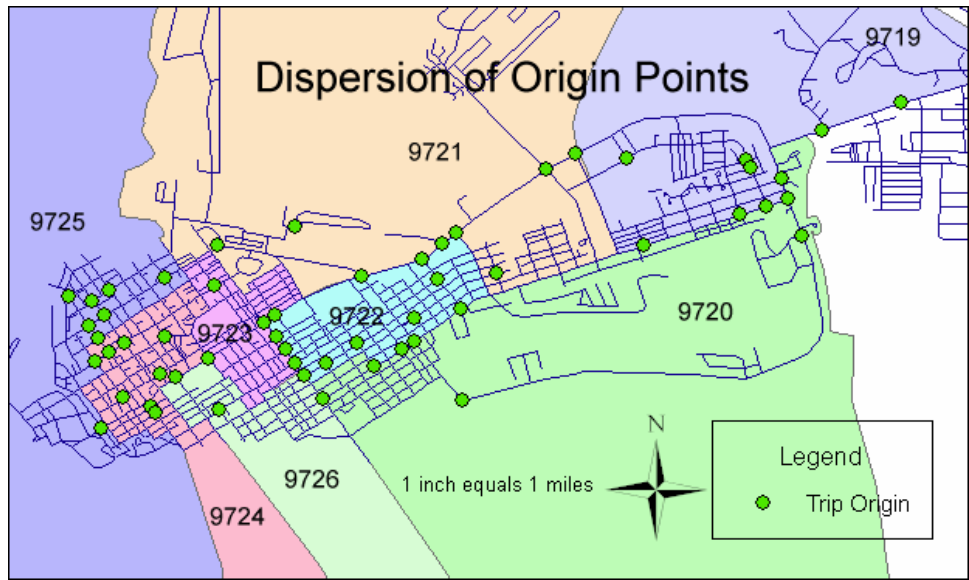 9719
Dispersion of Origin Points
9721
9725
9720
9722
9723
N
Legend
9726
1 inch equals 1 miles
Trip Origin
9724